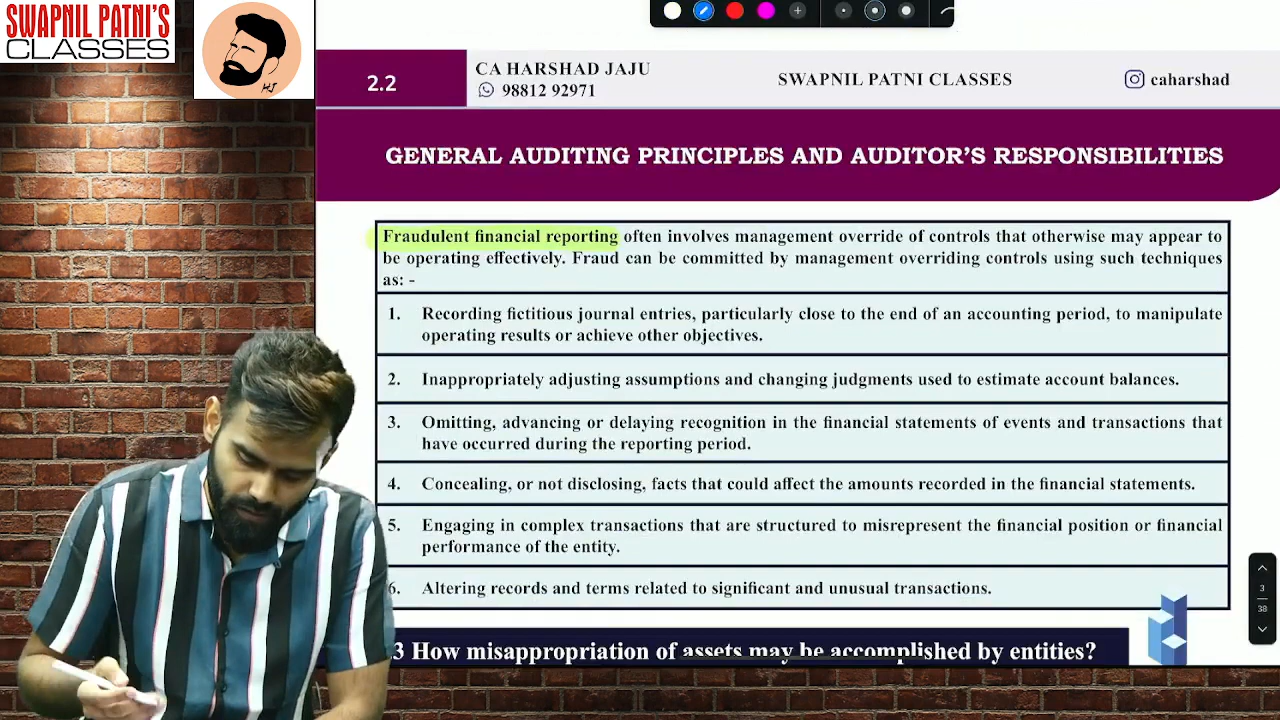 SWAPNIL PATNI'S
CLASSES
HJ
2.2
CA HARSHAD JAJU
98812 92971
SWAPNIL PATNI CLASSES
caharshad
GENERAL AUDITING PRINCIPLES AND AUDITOR'S RESPONSIBILITIES
Fraudulent financial reporting often involves management override of controls that otherwise may appear to
be operating effectively. Fraud can be committed by management overriding controls using such techniques
as: -
1. Recording fictitious journal entries, particularly close to the end of an accounting period, to manipulate
operating results or achieve other objectives.
2. Inappropriately adjusting assumptions and changing judgments used to estimate account balances.
3. Omitting, advancing or delaying recognition in the financial statements of events and transactions that
have occurred during the reporting period.
4. Concealing, or not disclosing, facts that could affect the amounts recorded in the financial statements.
5. Engaging in complex transactions that are structured to misrepresent the financial position or financial
performance of the entity.
6. Altering records and terms related to significant and unusual transactions.
3 How misappropriation of assets may be accomplished by entities?
3
38